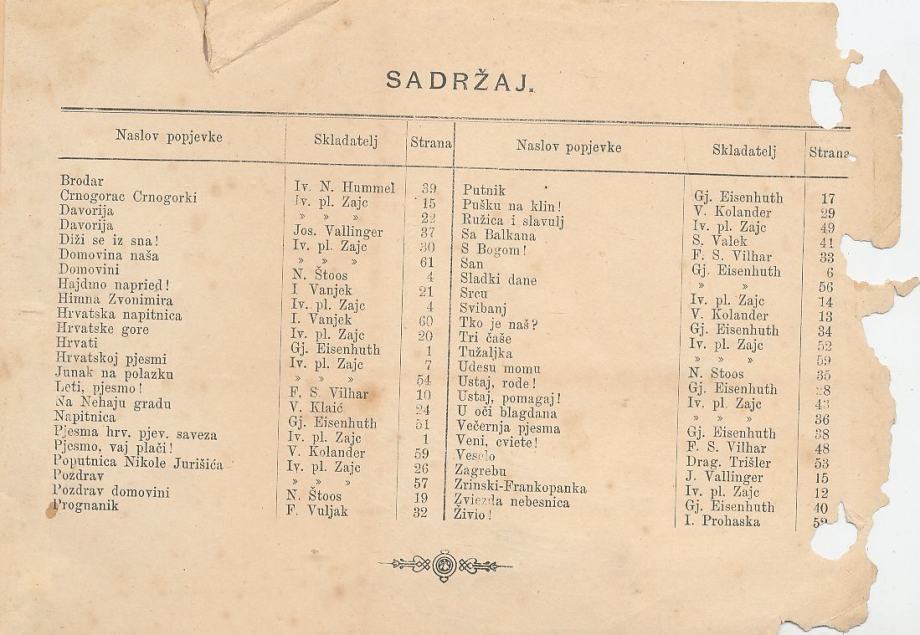 SADRŽAJ.
Naslov popjevke Skladatelj Strana
Brodar Iv. N. Hummel 39
Crnogorac Crnogorki Iv. pl. Zajc 15
Davorija » » » 22
Davorija Jos. Vallinger 37
Diži se iz sna! Iv. pl. Zajc 30
Domovina naša » » » 61
Domovini N. Štoos 4
Hajdmo napried! I Vanjek 21
Himna Zvonimira Iv. pl. Zajc 4
Hrvatska napitnica I. Vanjek 60
Hrvatske gore Iv. pl. Zajc 20
Hrvati Gj. Eisenhuth 1
Hrvatskoj pjesmi Iv. pl. Zajc 7
Junak na polazku » » » 54
Leti, pjesmo! F. S. Vilhar 10
Na Nehaju gradu V. Klaić 24
Napitnica Gj. Eisenhuth 51
Pjesma hrv. pjev. saveza Iv. pl. Zajc 1
Pjesmo, vaj plači! V. Kolander 59
Poputnica Nikole Jurišića Iv. pl. Zajc 26
Pozdrav » » » 57
Pozdrav domovini N. Štoos 19
Prognanik F. Vuljak 32
Naslov popjevke Skladatelj Strana
Putnik Gj. Eisenhuth 17
Pušku na klin! V. Kolander 29
Ružica i slavulj Iv. pl. Zajc 49
Sa Balkana S. Valek 41
S Bogom! F. S. Vilhar 33
San Gj. Eisenhuth 6
Sladki dane » » 56
Srcu Iv. pl. Zajc 14
Svibanj V. Kolander 13
Tko je naš? Gj. Eisenhuth 34
Tri čaše Iv. pl. Zajc 52
Tužaljka » » » 59
Udesu momu N. Stoos 35
Ustaj, rode! Gj. Eisenhuth 28
Ustaj, pomagaj! Iv. pl. Zajc 43
U oči blagdana » » » 36
Večernja pjesma Gj. Eisenhuth 38
Veni, cviete! F. S. Vilhar 48
Veselo Drag. Trišler 53
Zagrebu J. Vallinger 15
Zrinski-Frankopanka Iv. pl. Zajc 12
Zviezda nebesnica Gj. Eisenhuth 40
Živio! I. Prohaska